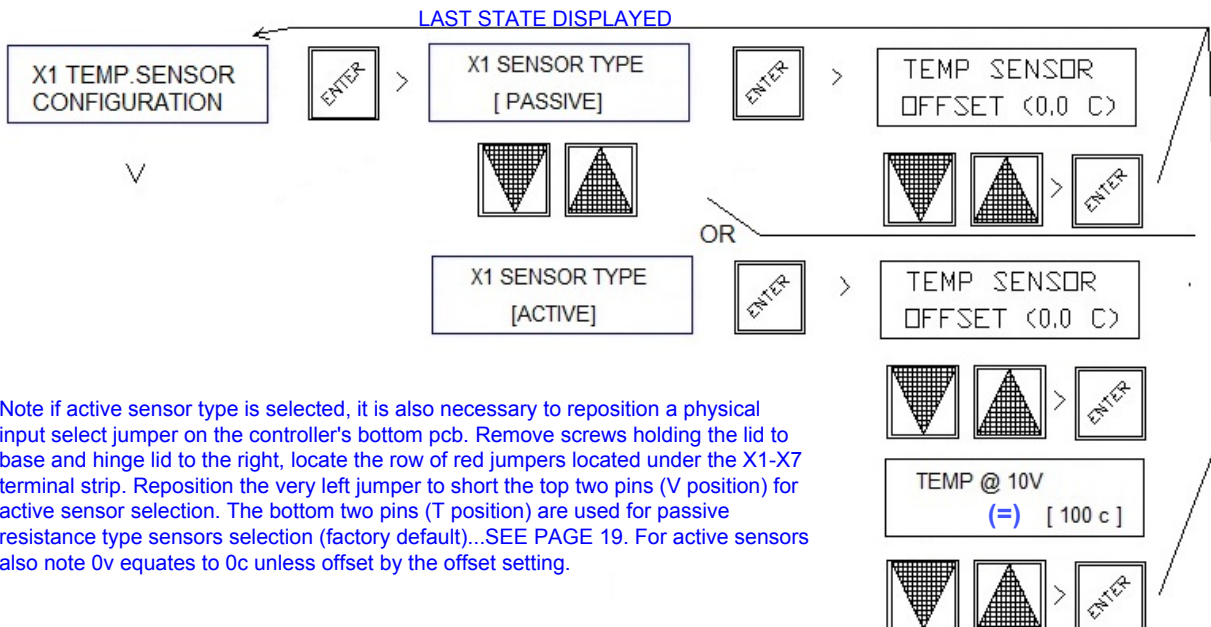 LAST STATE DISPLAYED
X1 TEMP.SENSOR
CONFIGURATION
ENTER
>
X1 SENSOR TYPE
[ PASSIVE]
ENTER
>
TEMP SENSOR
OFFSET (0.0 C)
>
ENTER
OR
X1 SENSOR TYPE
[ACTIVE]
ENTER
>
TEMP SENSOR
OFFSET (0.0 C)
>
ENTER
Note if active sensor type is selected, it is also necessary to reposition a physical
input select jumper on the controller's bottom pcb. Remove screws holding the lid to
base and hinge lid to the right, locate the row of red jumpers located under the X1-X7
terminal strip. Reposition the very left jumper to short the top two pins (V position) for
active sensor selection. The bottom two pins (T position) are used for passive
resistance type sensors selection (factory default)...SEE PAGE 19. For active sensors
also note 0v equates to 0c unless offset by the offset setting.
TEMP @ 10V
(=) [ 100 c ]
>
ENTER